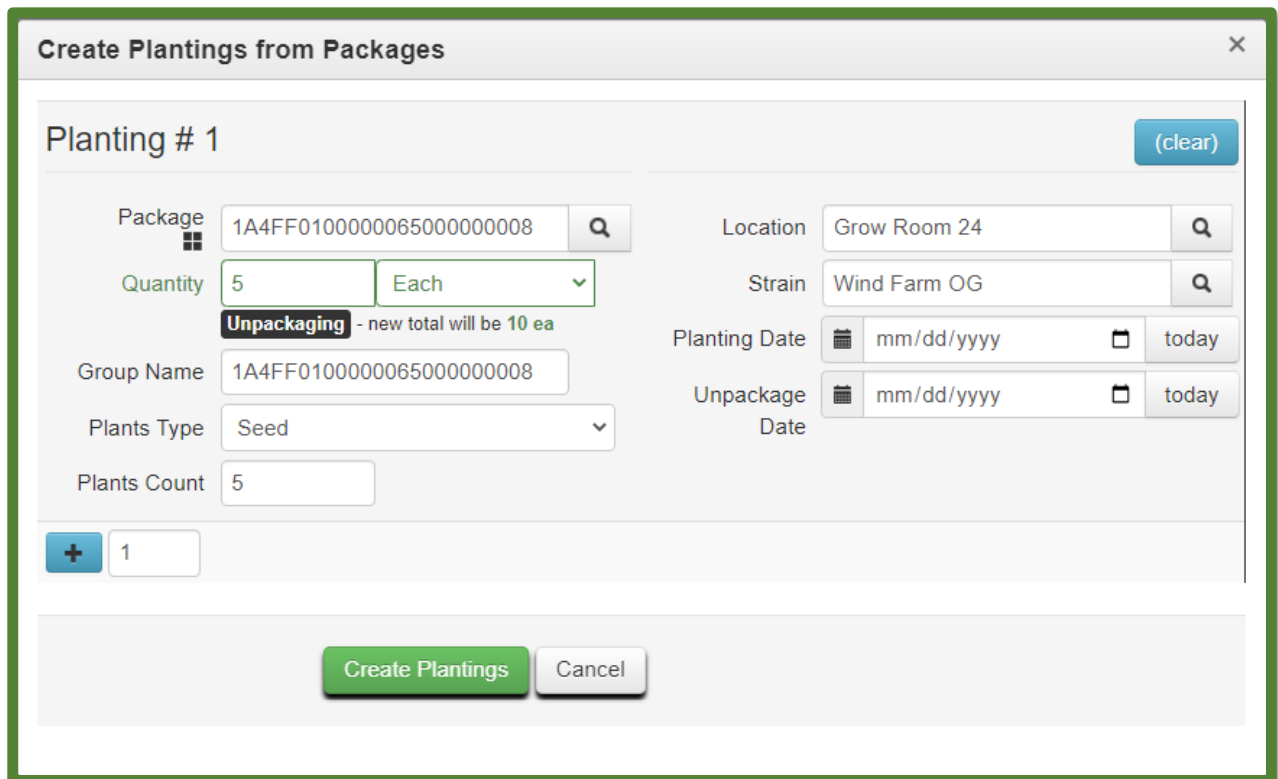 Create Plantings from Packages ×
Planting # 1
(clear)
Package 1A4FF0100000065000000008
Quantity 5 Each
Unpackaging - new total will be 10 ea
Group Name 1A4FF0100000065000000008
Plants Type Seed
Plants Count 5
Location Grow Room 24
Strain Wind Farm OG
Planting Date mm/dd/yyyy today
Unpackage mm/dd/yyyy today
Date
+ 1
Create Plantings Cancel